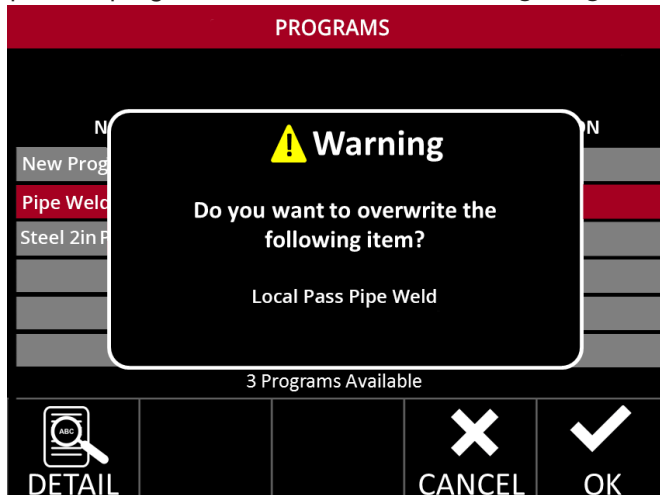 PROGRAMS
N
ON
Warning
New Prog
Pipe Weld
Do you want to overwrite the
Steel 2in P
following item?
Local Pass Pipe Weld
3 Programs Available
ABC
DETAIL
CANCEL
OK